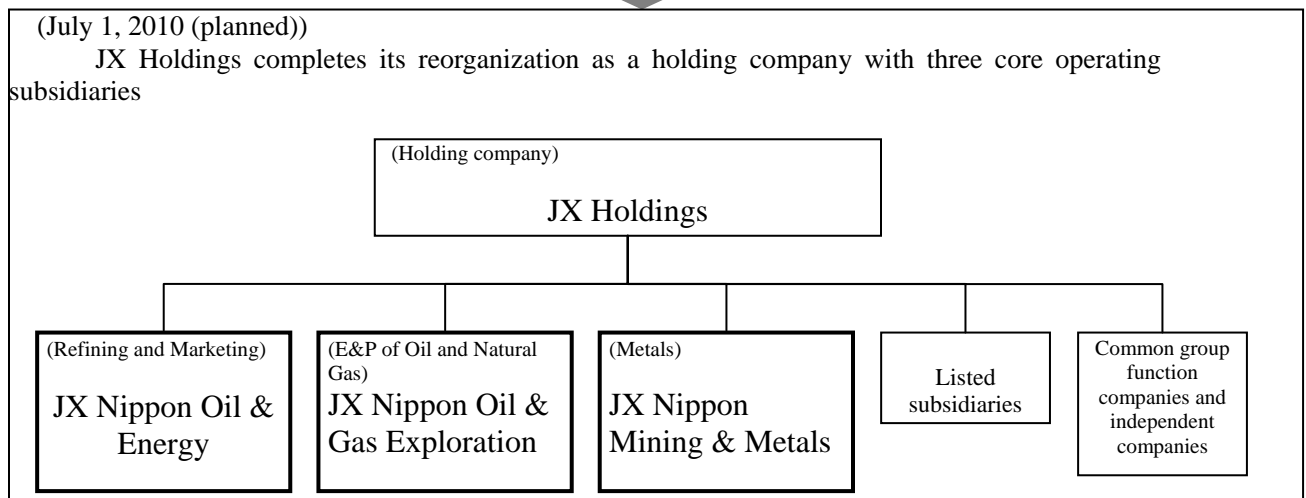 (July 1, 2010 (planned))
JX Holdings completes its reorganization as a holding company with three core operating
subsidiaries
(Holding company)
JX Holdings
(Refining and Marketing)
JX Nippon Oil &
Energy
(E&P of Oil and Natural
Gas)
JX Nippon Oil &
Gas Exploration
(Metals)
JX Nippon
Mining & Metals
Listed
subsidiaries
Common group
function
companies and
independent
companies